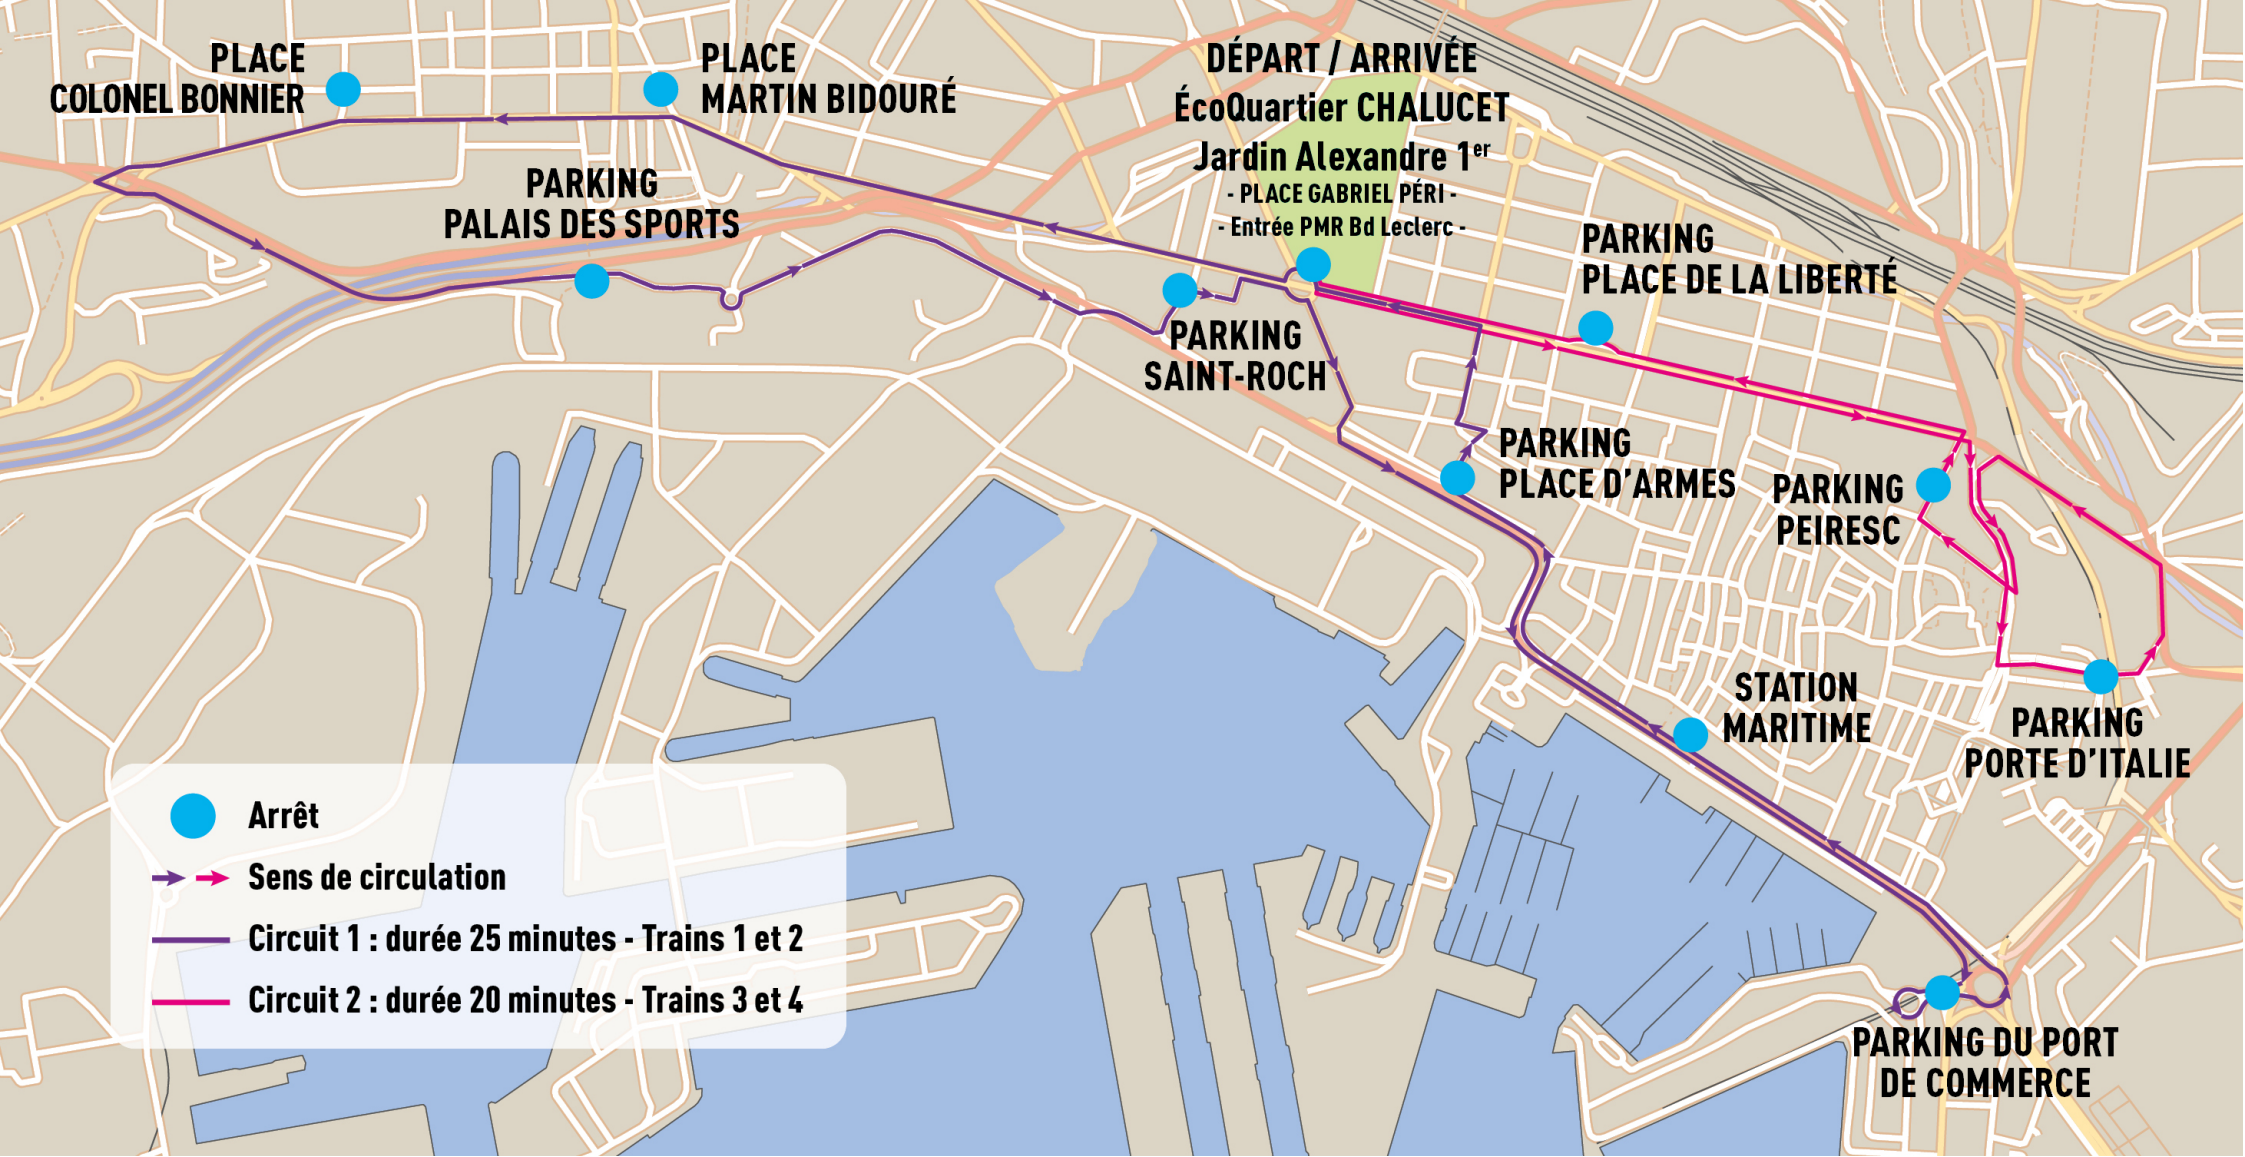 PLACE
COLONEL BONNIER
PLACE
MARTIN BIDOURÉ
DÉPART / ARRIVÉE
ÉcoQuartier CHALUCET
Jardin Alexandre 1er
- PLACE GABRIEL PÉRI -
- Entrée PMR Bd Leclerc -
PARKING
PALAIS DES SPORTS
PARKING
PLACE DE LA LIBERTÉ
PARKING
SAINT-ROCH
PARKING
PLACE D'ARMES
PARKING
PEIRESC
STATION
MARITIME
PARKING
PORTE D'ITALIE
PARKING DU PORT
DE COMMERCE
Arrêt
Sens de circulation
Circuit 1 : durée 25 minutes - Trains 1 et 2
Circuit 2 : durée 20 minutes - Trains 3 et 4